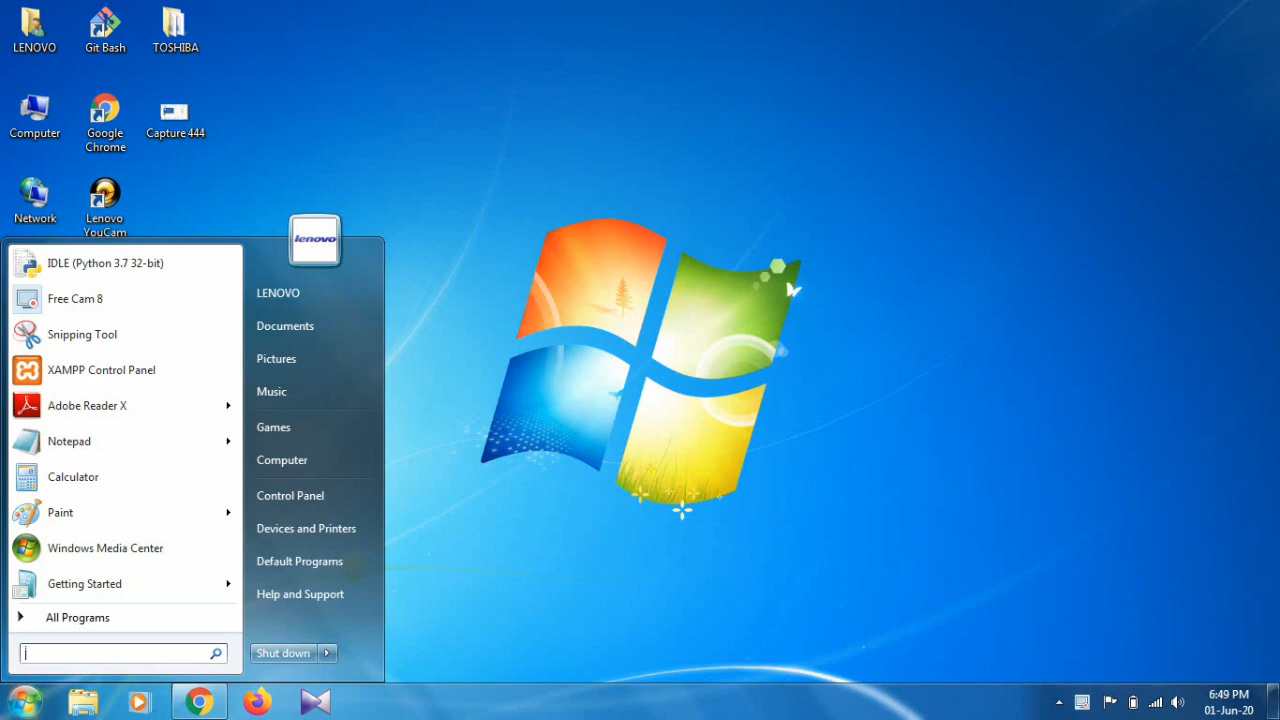 LENOVO
Git Bash
TOSHIBA
Computer
Google
Chrome
Capture 444
Network
Lenovo
YouCam
lenovo
IDLE (Python 3.7 32-bit)
Free Cam 8
Snipping Tool
XAMPP Control Panel
Adobe Reader X
Notepad
Calculator
Paint
Windows Media Center
Getting Started
All Programs
LENOVO
Documents
Pictures
Music
Games
Computer
Control Panel
Devices and Printers
Default Programs
Help and Support
Shut down
6:49 PM
01-Jun-20